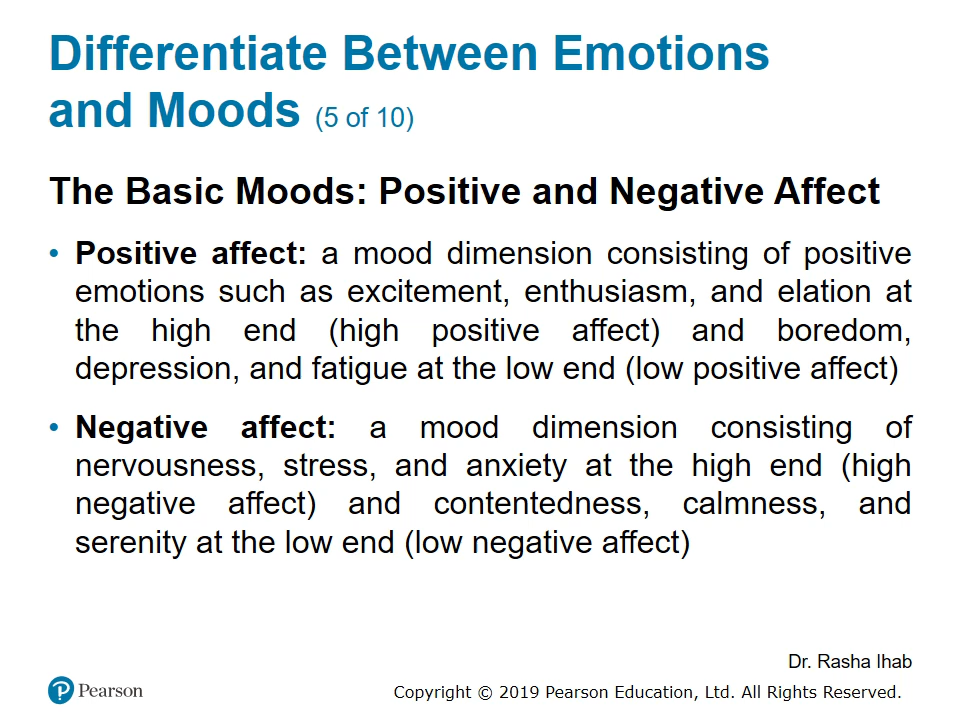 Differentiate Between Emotions
and Moods (5 of 10)
The Basic Moods: Positive and Negative Affect
• Positive affect: a mood dimension consisting of positive
emotions such as excitement, enthusiasm, and elation at
the high end (high positive affect) and boredom,
depression, and fatigue at the low end (low positive affect)
• Negative affect: a mood dimension consisting of
nervousness, stress, and anxiety at the high end (high
negative affect) and contentedness, calmness, and
serenity at the low end (low negative affect)
Dr. Rasha Ihab
P Pearson
Copyright © 2019 Pearson Education, Ltd. All Rights Reserved.